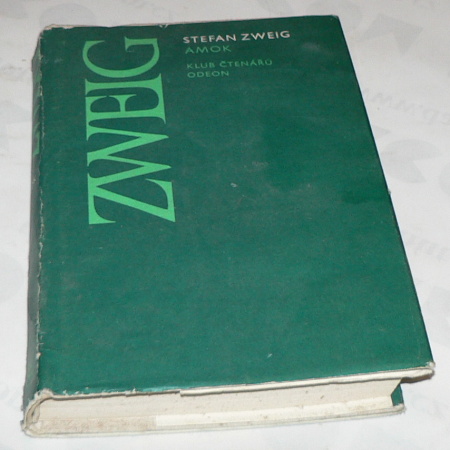 ZWEIG
STEFAN ZWEIG
AMOK
KLUB ČTENÁŘŮ
ODEON